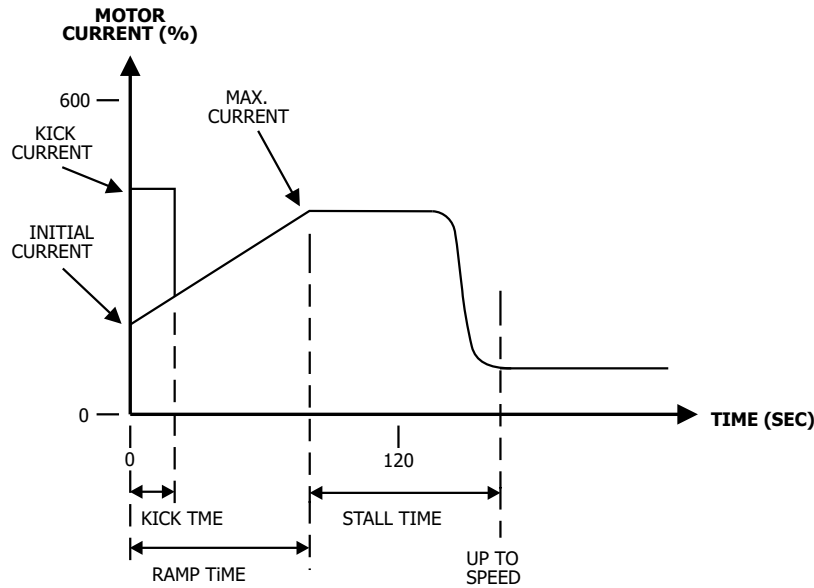 MOTOR
CURRENT (%)
600
MAX.
CURRENT
KICK
CURRENT
INITIAL
CURRENT
0
TIME (SEC)
0
120
KICK TME
STALL TIME
RAMP TiME
UP TO
SPEED